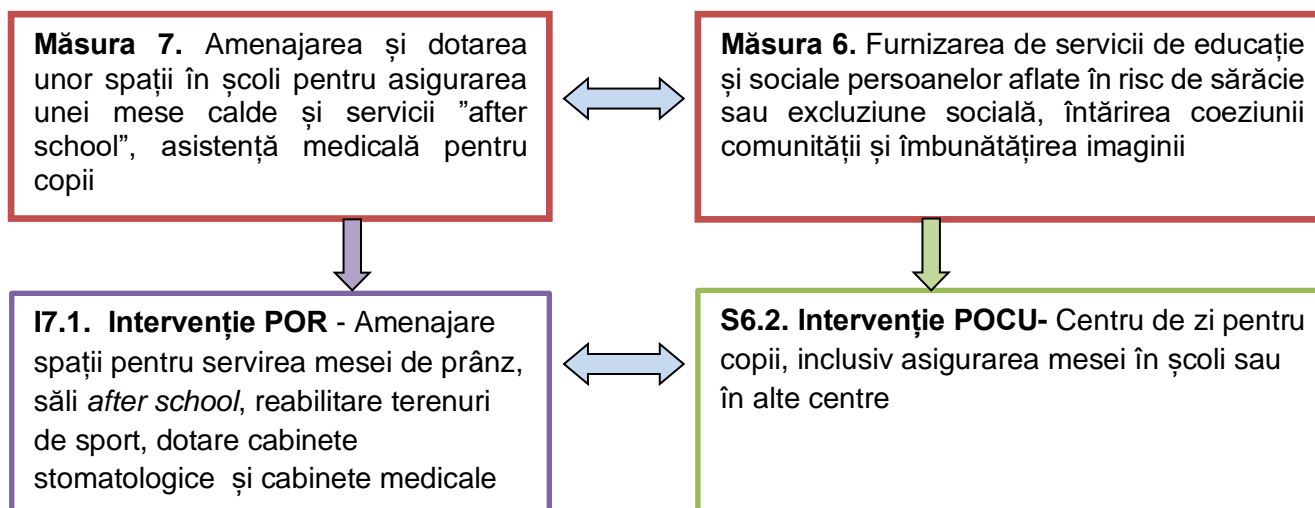 Măsura 7. Amenajarea și dotarea
unor spații în școli pentru asigurarea
unei mese calde și servicii ”after
school”, asistență medicală pentru
copii
Măsura 6. Furnizarea de servicii de educație
și sociale persoanelor aflate în risc de sărăcie
sau excluziune socială, întărirea coeziunii
comunității și îmbunătățirea imaginii
I7.1. Intervenție POR - Amenajare
spații pentru servirea mesei de prânz,
săli after school, reabilitare terenuri
de sport, dotare cabinete
stomatologice și cabinete medicale
S6.2. Intervenție POCU- Centru de zi pentru
copii, inclusiv asigurarea mesei în școli sau
în alte centre